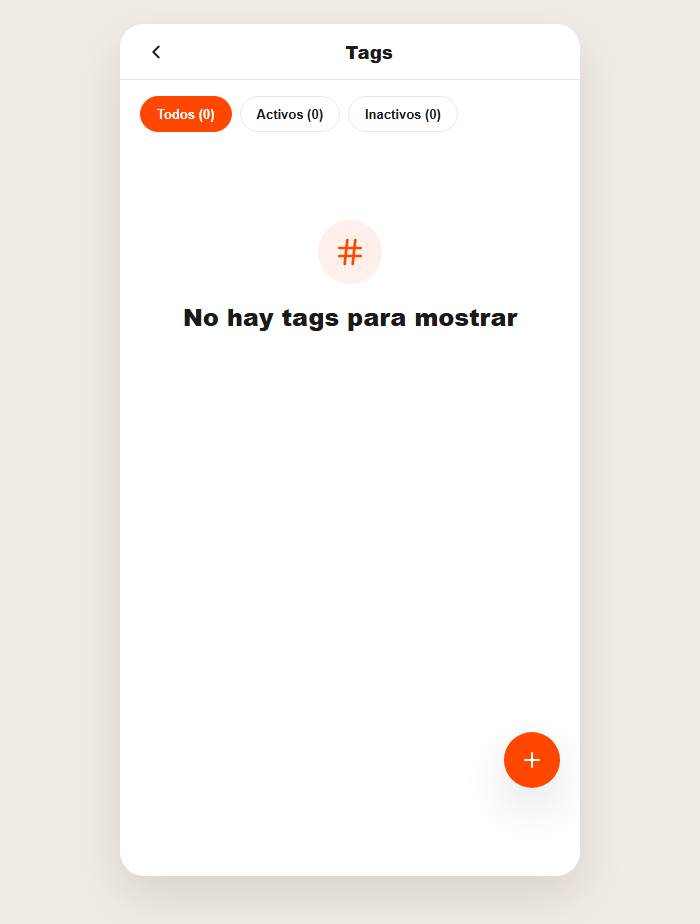 Tags
Todos (0) Activos (0) Inactivos (0)
#
No hay tags para mostrar
+